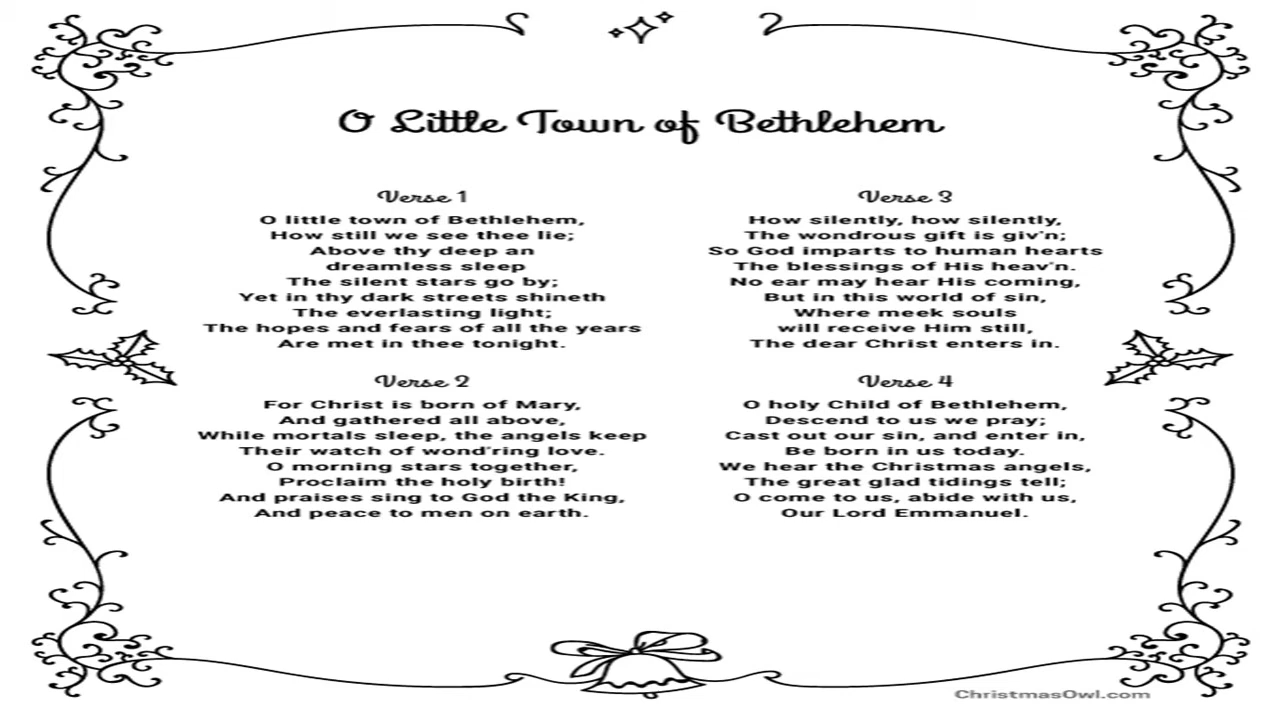 O Little Town of Bethlehem
Verse 1
O little town of Bethlehem,
How still we see thee lie;
Above thy deep an
dreamless sleep
The silent stars go by;
Yet in thy dark streets shineth
The everlasting light;
The hopes and fears of all the years
Are met in thee tonight.
Verse 2
For Christ is born of Mary,
And gathered all above,
While mortals sleep, the angels keep
Their watch of wond'ring love.
O morning stars together,
Proclaim the holy birth!
And praises sing to God the King,
And peace to men on earth.
Verse 3
How silently, how silently,
The wondrous gift is giv'n;
So God imparts to human hearts
The blessings of His heav'n.
No ear may hear His coming,
But in this world of sin,
Where meek souls
will receive Him still,
The dear Christ enters in.
Verse 4
O holy Child of Bethlehem,
Descend to us we pray;
Cast out our sin, and enter in,
Be born in us today.
We hear the Christmas angels,
The great glad tidings tell;
O come to us, abide with us,
Our Lord Emmanuel.
ChristmasOwl.com